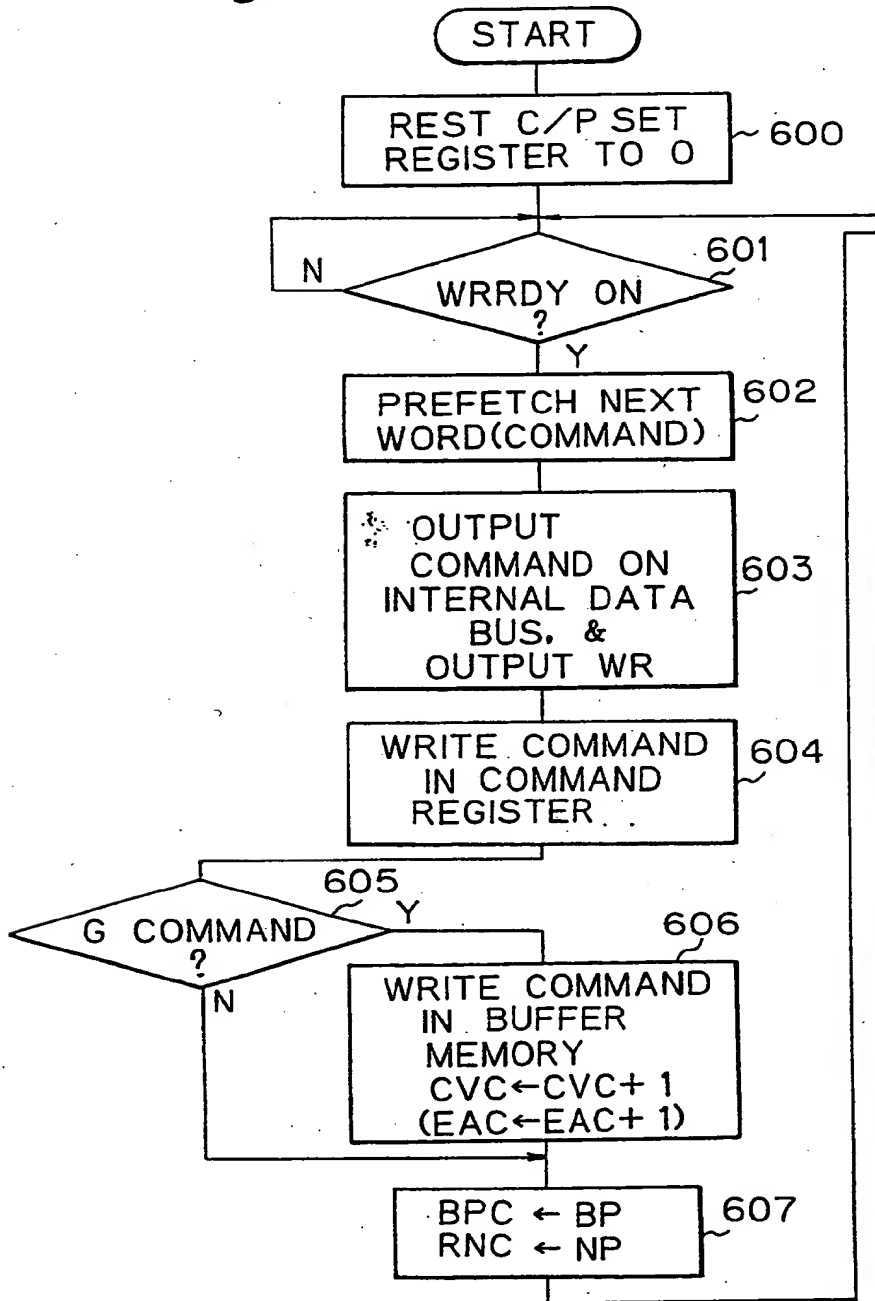 START
REST C/P SET
REGISTER TO 0
600
601
N
WRRDY ON
?
Y
602
PREFETCH NEXT
WORD(COMMAND)
OUTPUT
COMMAND ON
INTERNAL DATA
BUS. &
OUTPUT WR
603
WRITE COMMAND
IN COMMAND
REGISTER
604
605
G COMMAND
?
Y
N
606
WRITE COMMAND
IN BUFFER
MEMORY
CVC←CVC+1
(EAC←EAC+1)
BPC ← BP
RNC ← NP
607